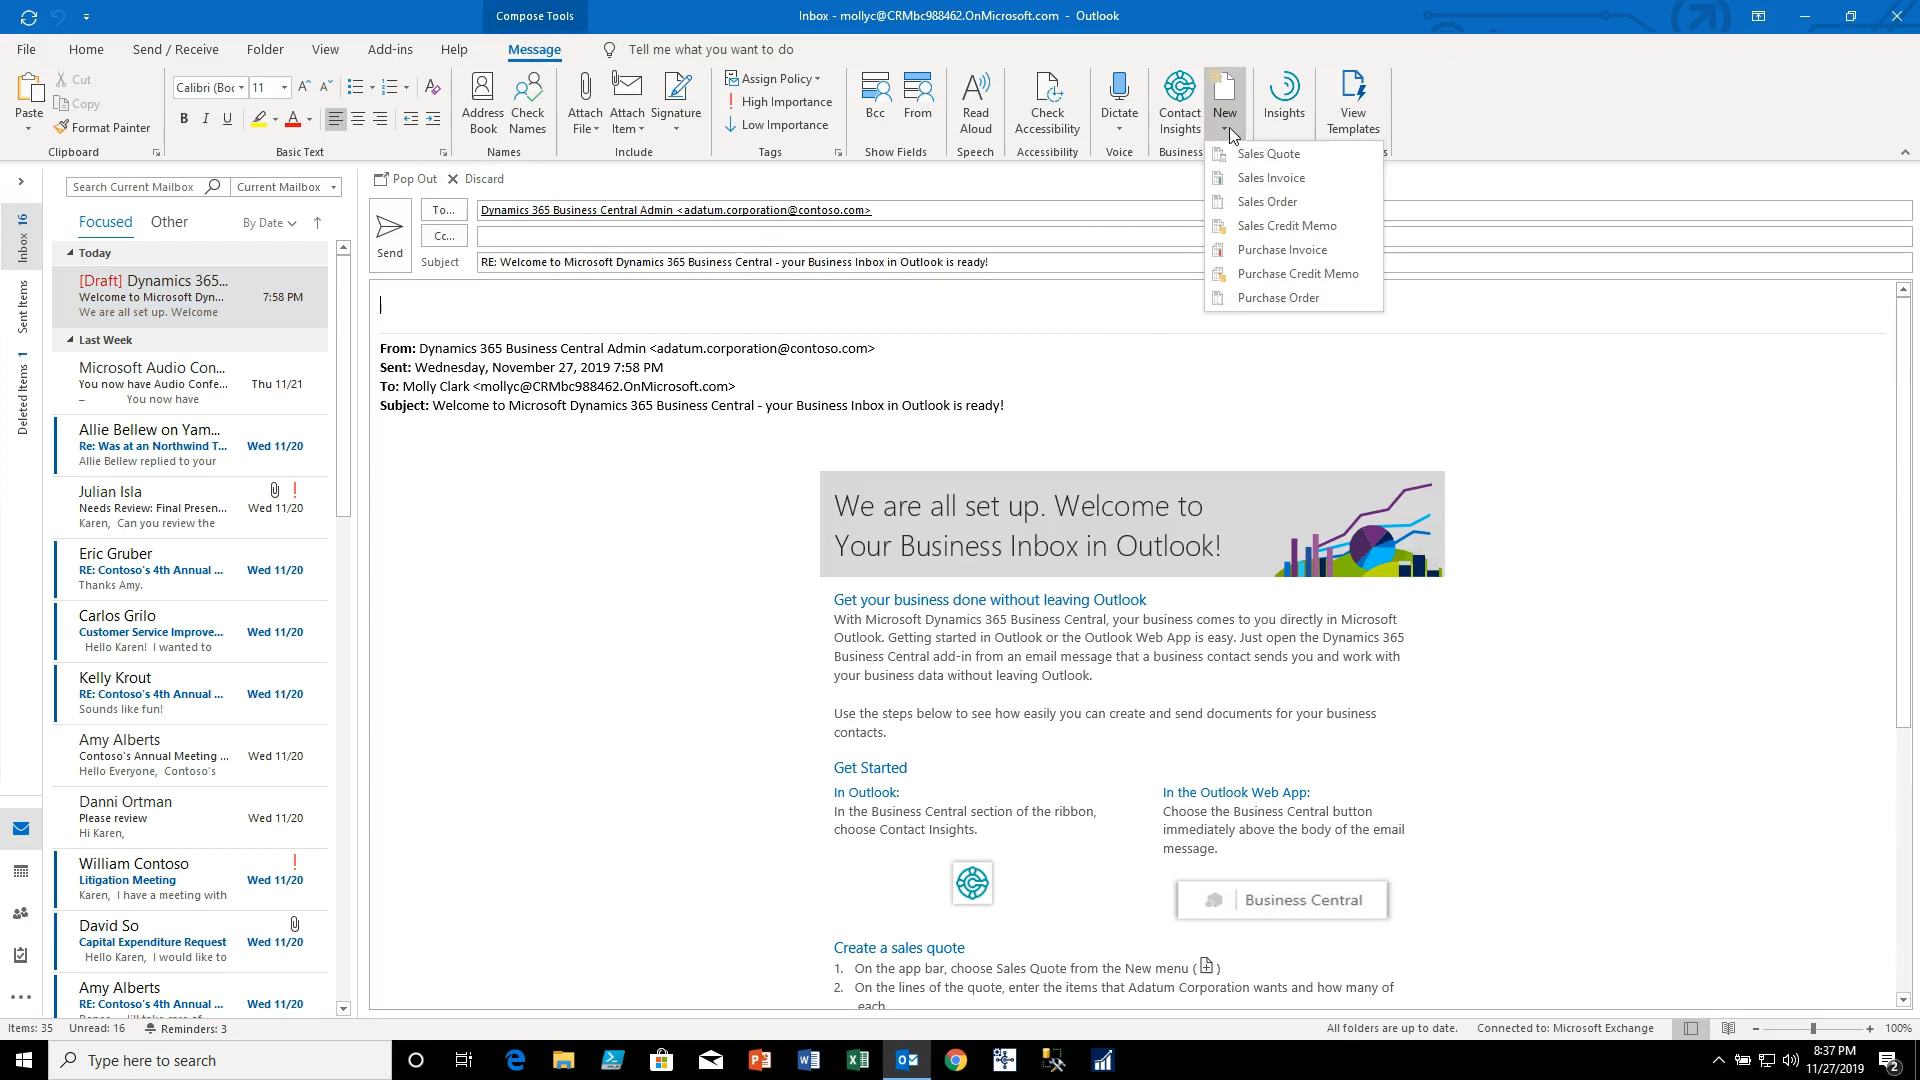 Compose Tools
Inbox - mollyc@CRMbc988462.OnMicrosoft.com - Outlook
File Home Send / Receive Folder View Add-ins Help Message Tell me what you want to do
Paste
Cut
Copy
Format Painter
Clipboard
Calibri (Boc 11
B I U
Basic Text
Address Book
Check Names
Names
Attach File
Attach Item
Signature
Include
Assign Policy
High Importance
Low Importance
Tags
Bcc
From
Show Fields
Read Aloud
Speech
Check Accessibility
Accessibility
Dictate
Voice
Contact Insights
New
Business
Insights
View Templates
Sales Quote
Sales Invoice
Sales Order
Sales Credit Memo
Purchase Invoice
Purchase Credit Memo
Purchase Order
Inbox 16
Sent Items
Deleted Items 1
Search Current Mailbox
Current Mailbox
Focused Other By Date
Today
[Draft] Dynamics 365...
Welcome to Microsoft Dyn... 7:58 PM
We are all set up. Welcome
Last Week
Microsoft Audio Con...
You now have Audio Confe... Thu 11/21
– You now have
Allie Bellew on Yam...
Re: Was at an Northwind T... Wed 11/20
Allie Bellew replied to your
Julian Isla
Needs Review: Final Presen... Wed 11/20
Karen, Can you review the
Eric Gruber
RE: Contoso's 4th Annual ... Wed 11/20
Thanks Amy.
Carlos Grilo
Customer Service Improve... Wed 11/20
Hello Karen! I wanted to
Kelly Krout
RE: Contoso's 4th Annual ... Wed 11/20
Sounds like fun!
Amy Alberts
Contoso's Annual Meeting ... Wed 11/20
Hello Everyone, Contoso's
Danni Ortman
Please review Wed 11/20
Hi Karen,
William Contoso
Litigation Meeting Wed 11/20
Karen, I have a meeting with
David So
Capital Expenditure Request Wed 11/20
Hello Karen, I would like to
Amy Alberts
RE: Contoso's 4th Annual ... Wed 11/20
Pop Out Discard
Send
To... Dynamics 365 Business Central Admin <adatum.corporation@contoso.com>
Cc...
Subject RE: Welcome to Microsoft Dynamics 365 Business Central - your Business Inbox in Outlook is ready!
From: Dynamics 365 Business Central Admin <adatum.corporation@contoso.com>
Sent: Wednesday, November 27, 2019 7:58 PM
To: Molly Clark <mollyc@CRMbc988462.OnMicrosoft.com>
Subject: Welcome to Microsoft Dynamics 365 Business Central - your Business Inbox in Outlook is ready!
We are all set up. Welcome to
Your Business Inbox in Outlook!
Get your business done without leaving Outlook
With Microsoft Dynamics 365 Business Central, your business comes to you directly in Microsoft
Outlook. Getting started in Outlook or the Outlook Web App is easy. Just open the Dynamics 365
Business Central add-in from an email message that a business contact sends you and work with
your business data without leaving Outlook.
Use the steps below to see how easily you can create and send documents for your business
contacts.
Get Started
In Outlook:
In the Business Central section of the ribbon,
choose Contact Insights.
In the Outlook Web App:
Choose the Business Central button
immediately above the body of the email
message.
Business Central
Create a sales quote
1. On the app bar, choose Sales Quote from the New menu ( )
2. On the lines of the quote, enter the items that Adatum Corporation wants and how many of
each
Items: 35 Unread: 16 Reminders: 3 All folders are up to date. Connected to: Microsoft Exchange 100%
Type here to search
8:37 PM
11/27/2019
2